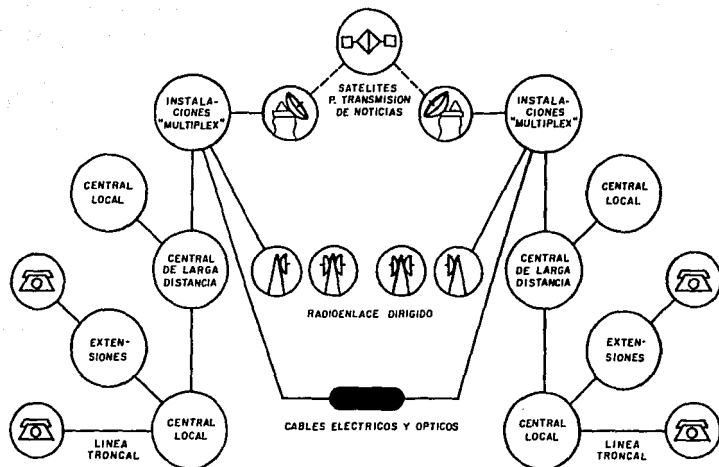 SATELITES
P. TRANSMISION
DE NOTICIAS
INSTALA-
CIONES
"MULTIPLEX"
INSTALA-
CIONES
"MULTIPLEX"
CENTRAL
LOCAL
CENTRAL
LOCAL
CENTRAL
DE LARGA
DISTANCIA
CENTRAL
DE LARGA
DISTANCIA
RADIOENLACE DIRIGIDO
EXTEN-
SIONES
EXTEN-
SIONES
CABLES ELECTRICOS Y OPTICOS
CENTRAL
LOCAL
CENTRAL
LOCAL
LINEA
TRONCAL
LINEA
TRONCAL